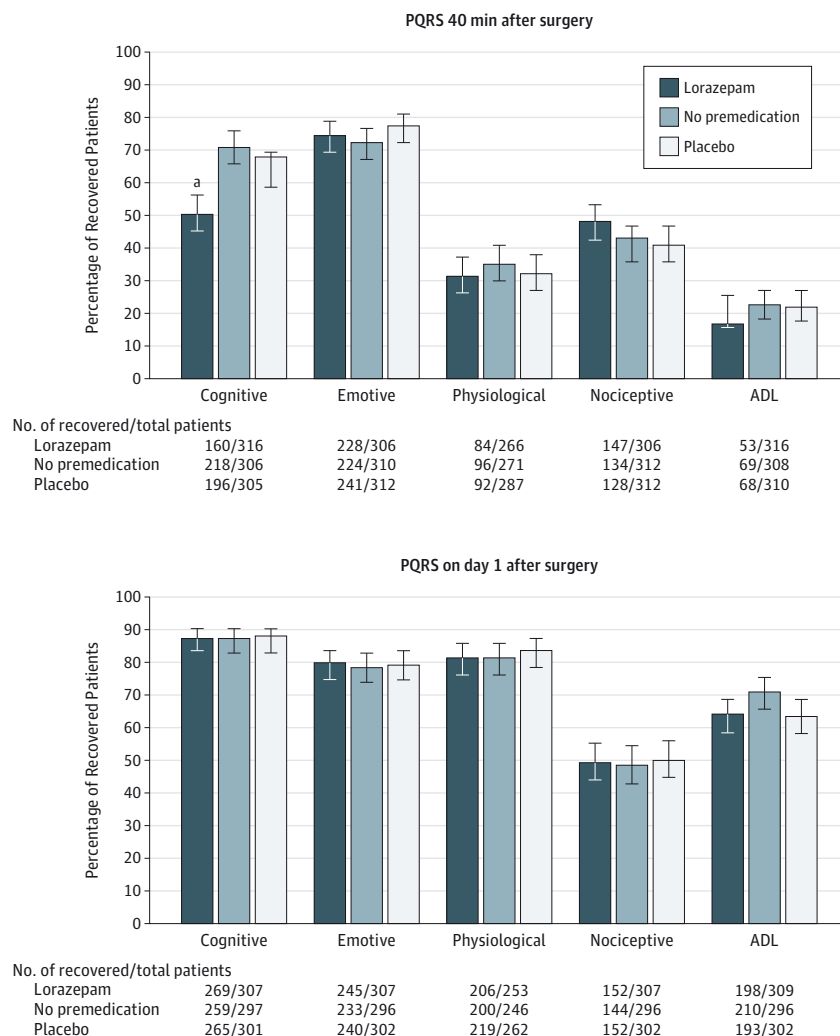 PQRS 40 min after surgery
100
90
80
70
60
50
40
30
20
10
0
Percentage of Recovered Patients
Lorazepam
No premedication
Placebo
a
Cognitive Emotive Physiological Nociceptive ADL
No. of recovered/total patients
Lorazepam 160/316 228/306 84/266 147/306 53/316
No premedication 218/306 224/310 96/271 134/312 69/308
Placebo 196/305 241/312 92/287 128/312 68/310
PQRS on day 1 after surgery
100
90
80
70
60
50
40
30
20
10
0
Percentage of Recovered Patients
Cognitive Emotive Physiological Nociceptive ADL
No. of recovered/total patients
Lorazepam 269/307 245/307 206/253 152/307 198/309
No premedication 259/297 233/296 200/246 144/296 210/296
Placebo 265/301 240/302 219/262 152/302 193/302